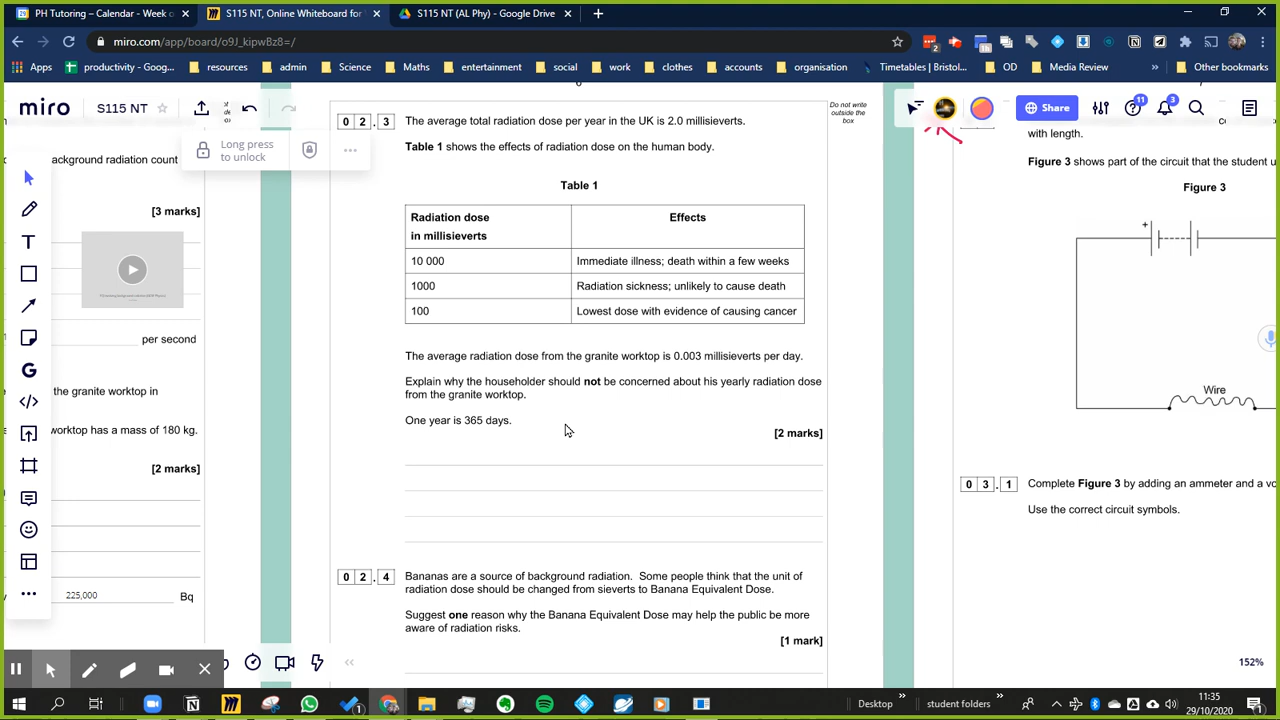 PH Tutoring – Calendar - Week o
S115 NT, Online Whiteboard for
S115 NT (AL Phy) - Google Drive
miro.com/app/board/o9J_kipwBz8=/
Apps
productivity - Goog...
resources
admin
Science
Maths
entertainment
social
work
clothes
accounts
organisation
Timetables | Bristol...
OD
Media Review
Other bookmarks
miro
S115 NT
Share
11
3
Long press
to unlock
6
Do not write
outside the
box
02.3
The average total radiation dose per year in the UK is 2.0 millisieverts.
Table 1 shows the effects of radiation dose on the human body.
Table 1
Radiation dose
in millisieverts
Effects
10 000
Immediate illness; death within a few weeks
1000
Radiation sickness; unlikely to cause death
100
Lowest dose with evidence of causing cancer
The average radiation dose from the granite worktop is 0.003 millisieverts per day.
Explain why the householder should not be concerned about his yearly radiation dose
from the granite worktop.
One year is 365 days.
[2 marks]
02.4
Bananas are a source of background radiation. Some people think that the unit of
radiation dose should be changed from sieverts to Banana Equivalent Dose.
Suggest one reason why the Banana Equivalent Dose may help the public be more
aware of radiation risks.
[1 mark]
ackground radiation count
[3 marks]
per second
the granite worktop in
worktop has a mass of 180 kg.
[2 marks]
225,000
Bq
with length.
Figure 3 shows part of the circuit that the student u
Figure 3
+
Wire
03.1
Complete Figure 3 by adding an ammeter and a vo
Use the correct circuit symbols.
152%
Desktop
student folders
11:35
29/10/2020